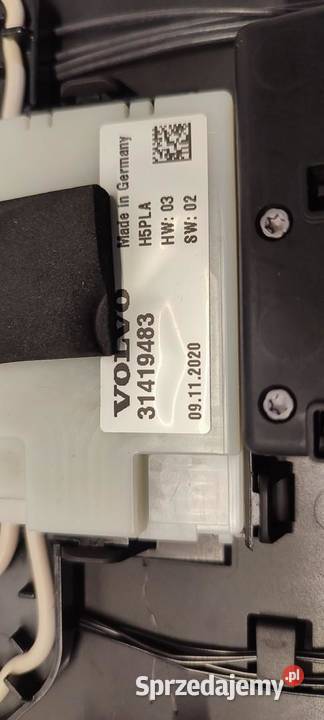 VOLVO Made in Germany
31419483 H5PLA
HW: 03
09.11.2020 SW: 02
Sprzedajemy.pl